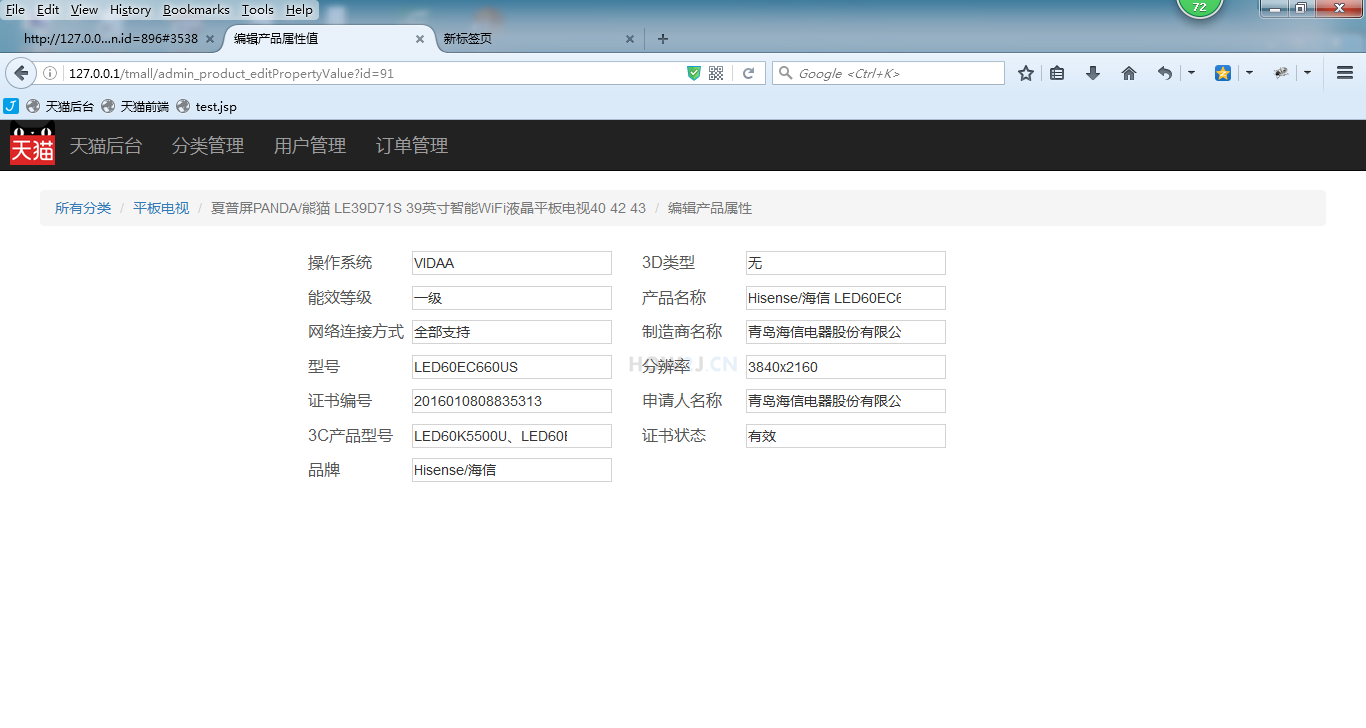 File Edit View History Bookmarks Tools Help
72
http://127.0.0...n.id=896#3538 编辑产品属性值 新标签页
127.0.0.1/tmall/admin_product_editPropertyValue?id=91 Google <Ctrl+K>
天猫后台 天猫前端 test.jsp
天猫 天猫后台 分类管理 用户管理 订单管理
所有分类 / 平板电视 / 夏普屏PANDA/熊猫 LE39D71S 39英寸智能WiFi液晶平板电视40 42 43 / 编辑产品属性
操作系统 VIDAA 3D类型 无
能效等级 一级 产品名称 Hisense/海信 LED60EC6
网络连接方式 全部支持 制造商名称 青岛海信电器股份有限公
型号 LED60EC660US 分辨率 3840x2160
证书编号 2016010808835313 申请人名称 青岛海信电器股份有限公
3C产品型号 LED60K5500U、LED60E 证书状态 有效
品牌 Hisense/海信